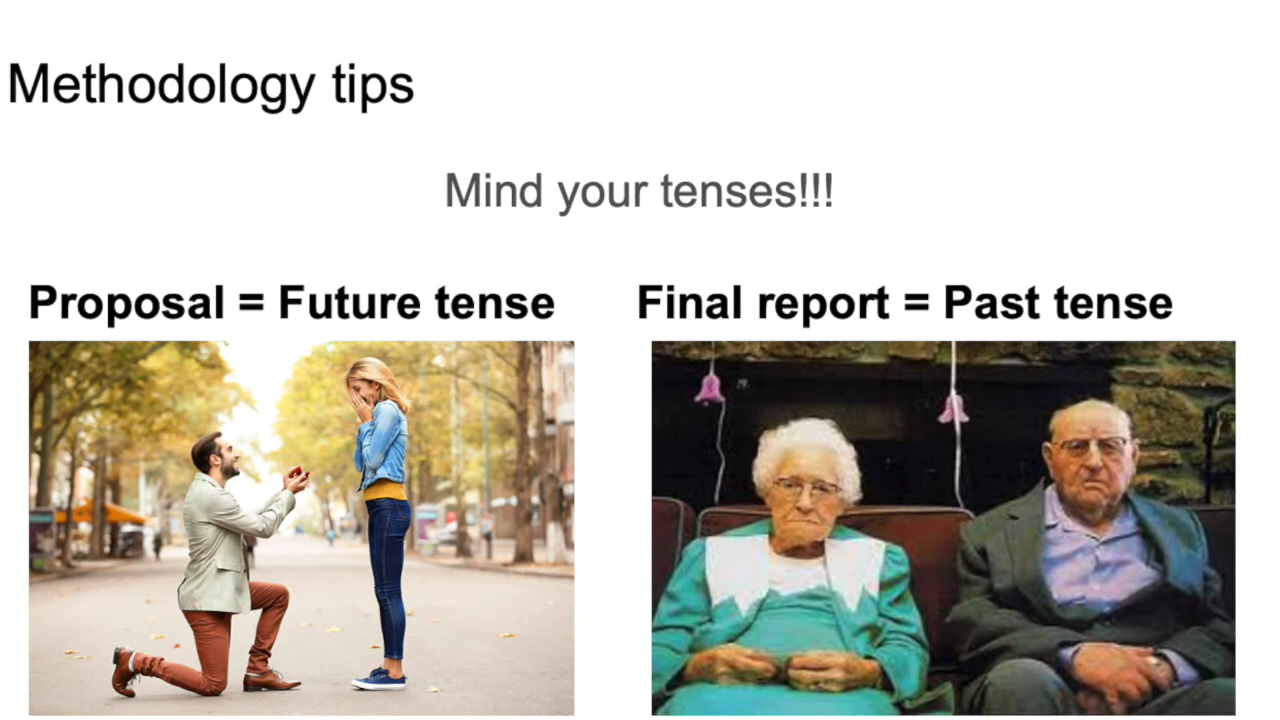 Methodology tips
Mind your tenses!!!
Proposal = Future tense
Final report = Past tense